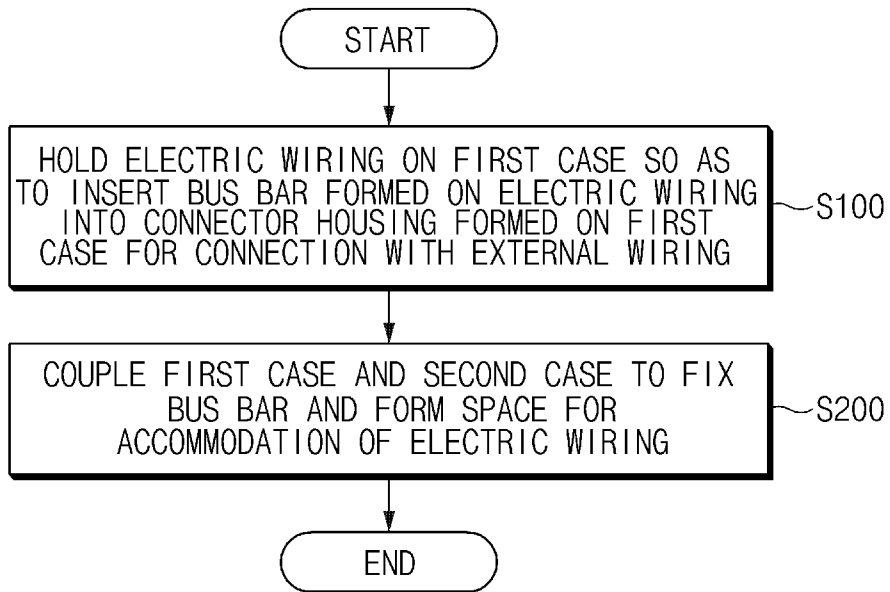 START
HOLD ELECTRIC WIRING ON FIRST CASE SO AS
TO INSERT BUS BAR FORMED ON ELECTRIC WIRING
INTO CONNECTOR HOUSING FORMED ON FIRST
CASE FOR CONNECTION WITH EXTERNAL WIRING
S100
COUPLE FIRST CASE AND SECOND CASE TO FIX
BUS BAR AND FORM SPACE FOR
ACCOMMODATION OF ELECTRIC WIRING
S200
END